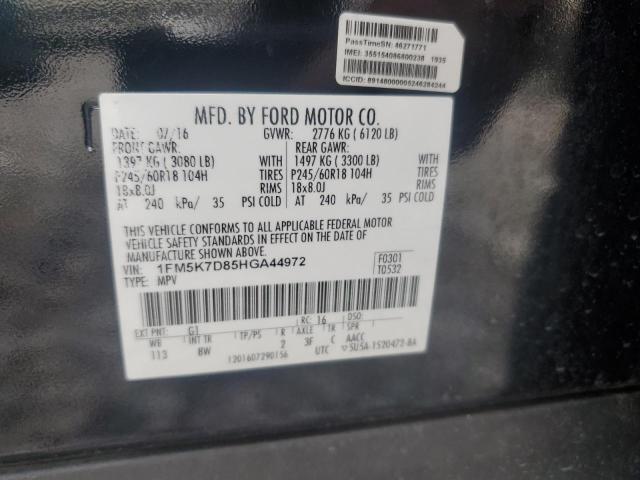 PassTimeSN: 46271771
IMEI: 355154086800238 1935
ICCID: 89148000005246284244
MFD. BY FORD MOTOR CO.
DATE: 07/16 GVWR: 2776 KG ( 6120 LB)
FRONT GAWR: REAR GAWR:
1397 KG ( 3080 LB) WITH 1497 KG ( 3300 LB) WITH
P245/60R18 104H TIRES P245/60R18 104H TIRES
18x8.0J RIMS 18x8.0J RIMS
AT 240 kPa/ 35 PSI COLD AT 240 kPa/ 35 PSI COLD
THIS VEHICLE CONFORMS TO ALL APPLICABLE FEDERAL MOTOR
VEHICLE SAFETY STANDARDS IN EFFECT ON THE DATE OF
MANUFACTURE SHOWN ABOVE.
VIN: 1FM5K7D85HGA44972 F0301
TYPE: MPV T0532
EXT PNT: G1 RC: 16 DSO:
WB INT TR TP/PS R AXLE TR SPR
113 BW 2 3F C AACC
1201607290156 UTC 5U5A-1520472-BA